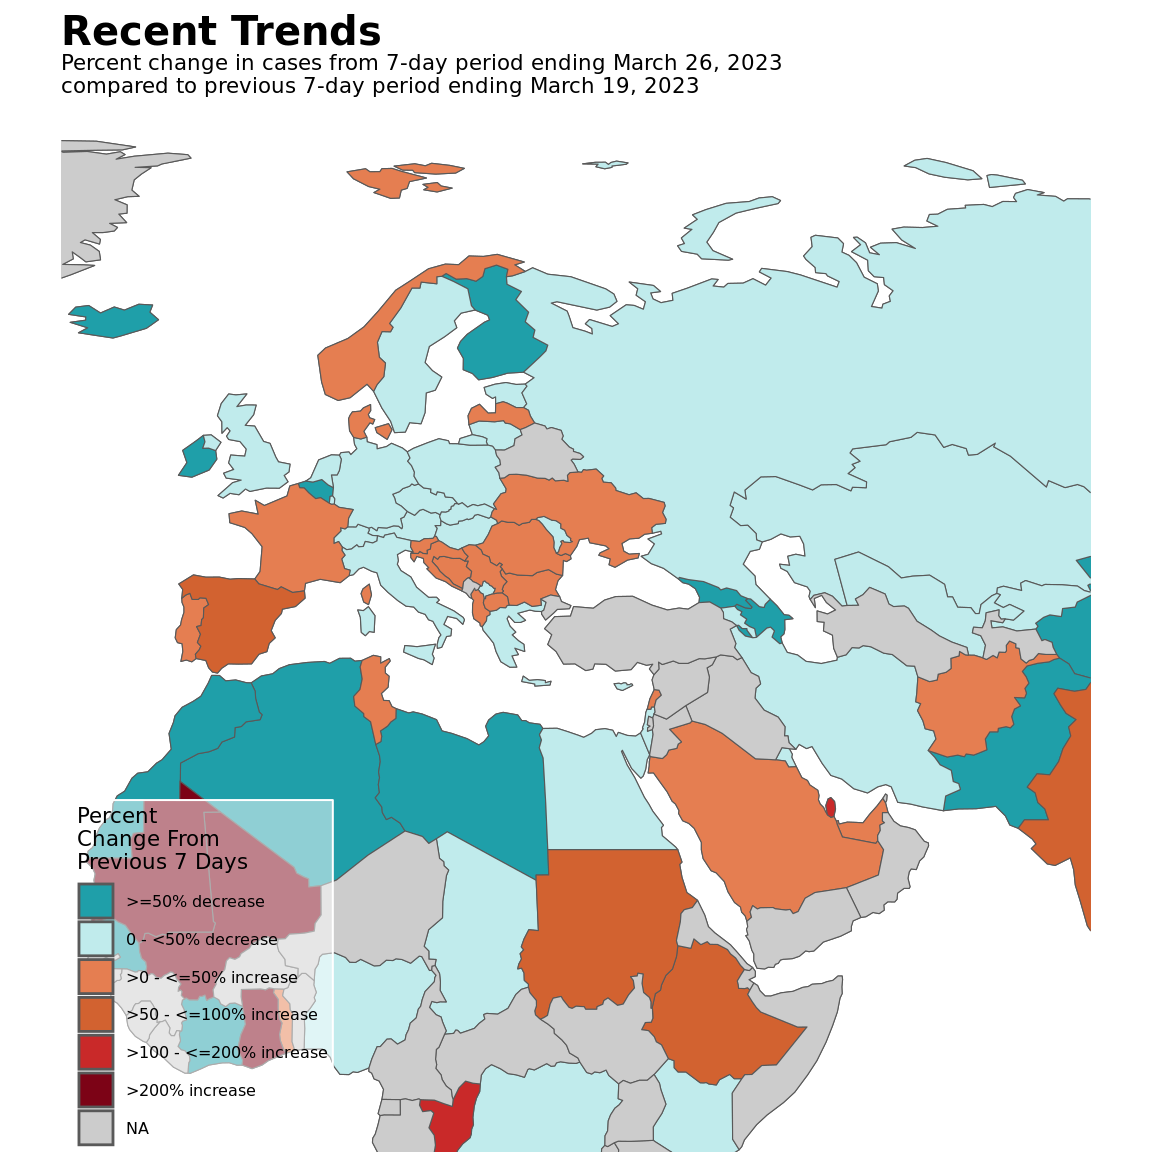 Recent Trends
Percent change in cases from 7-day period ending March 26, 2023
compared to previous 7-day period ending March 19, 2023
Percent
Change From
Previous 7 Days
>=50% decrease
0 - <50% decrease
>0 - <=50% increase
>50 - <=100% increase
>100 - <=200% increase
>200% increase
NA